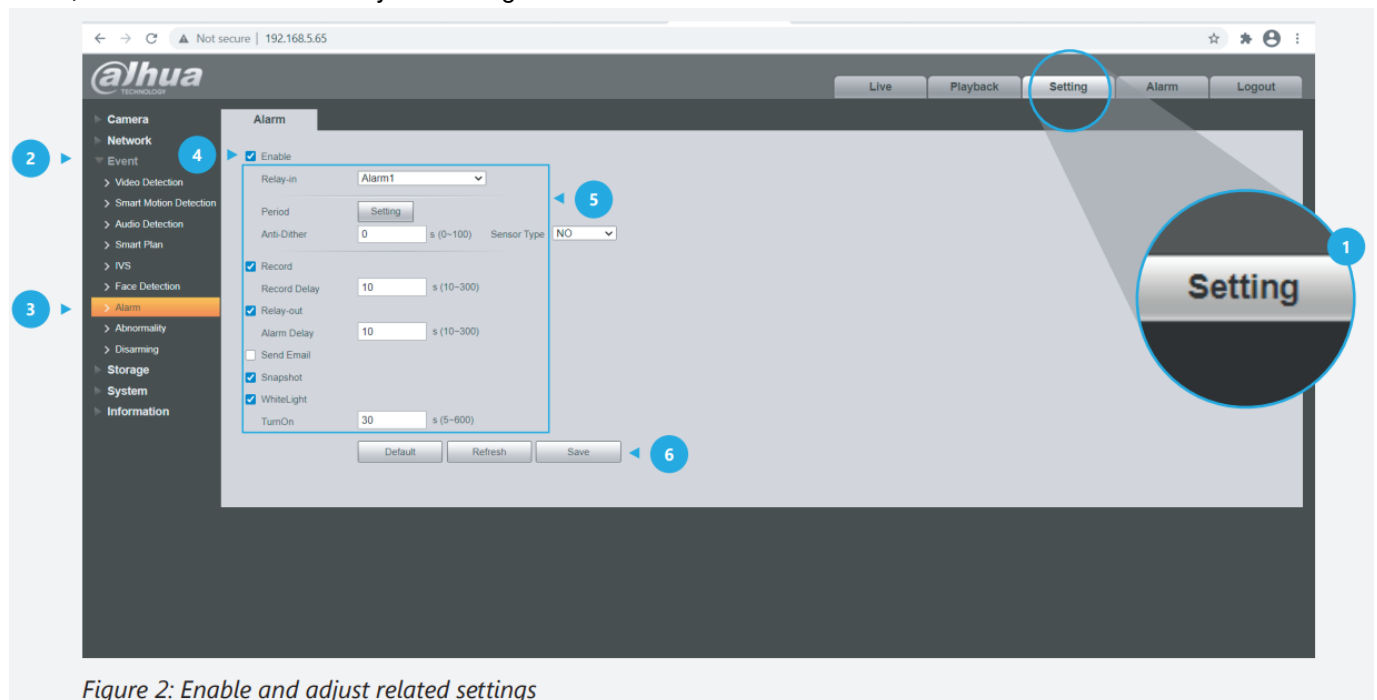 Not secure | 192.168.5.65
alhua
TECHNOLOGY
Live Playback Setting Alarm Logout
Camera
Network
Event
Video Detection
Smart Motion Detection
Audio Detection
Smart Plan
IVS
Face Detection
Alarm
Abnormality
Disarming
Storage
System
Information
2
3
Alarm
4
Enable
Relay-in Alarm1
5
Period Setting
Anti-Dither 0 s (0~100) Sensor Type NO
Record
Record Delay 10 s (10~300)
Relay-out
Alarm Delay 10 s (10~300)
Send Email
Snapshot
WhiteLight
TurnOn 30 s (5~600)
Default Refresh Save
6
1
Setting
Figure 2: Enable and adjust related settings